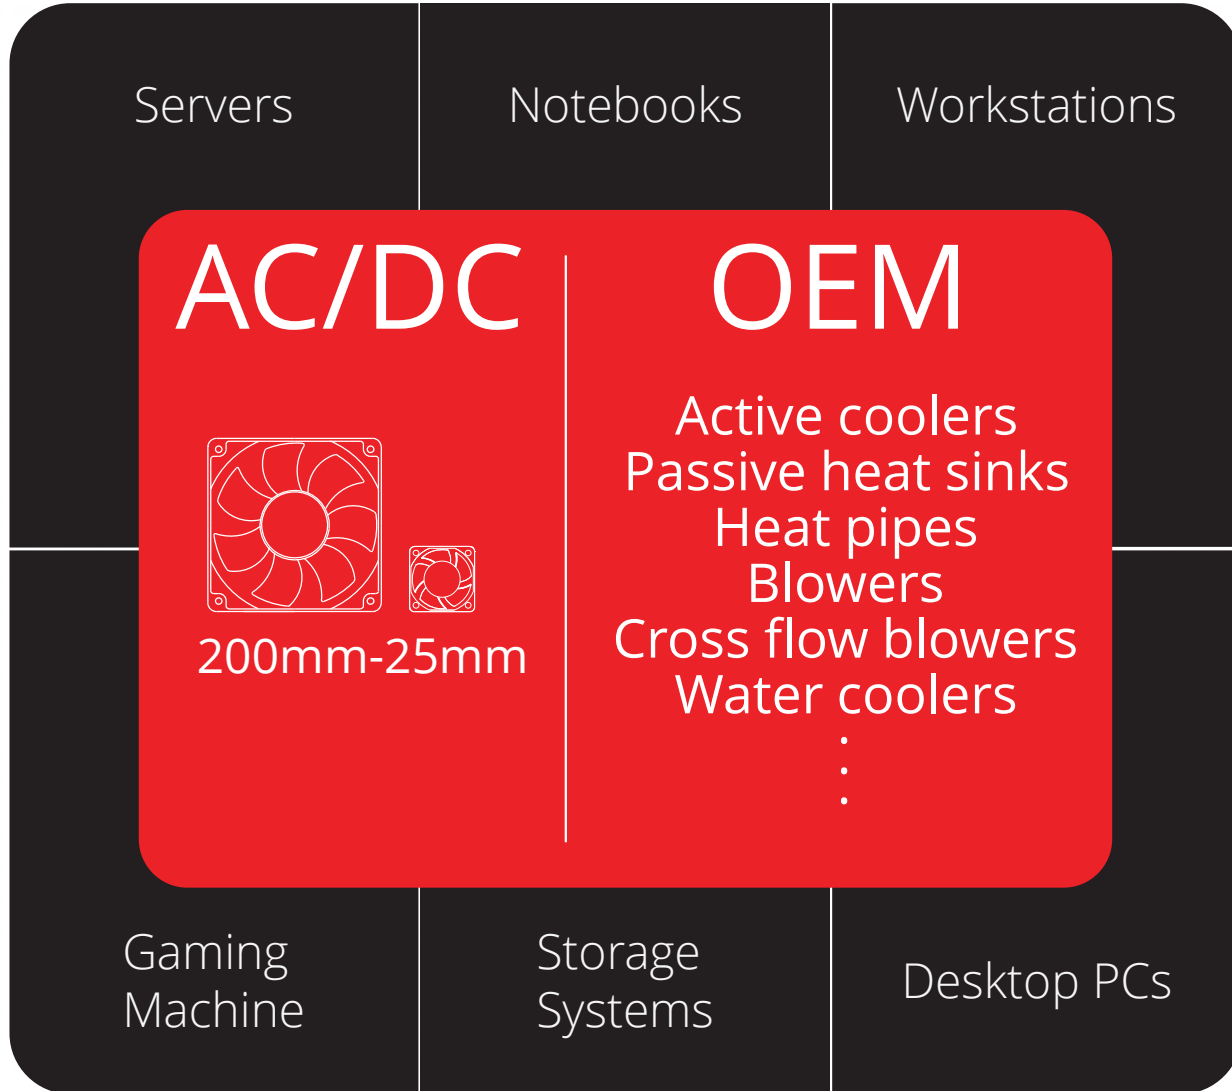 Servers
Notebooks
Workstations
AC/DC
200mm-25mm
OEM
Active coolers
Passive heat sinks
Heat pipes
Blowers
Cross flow blowers
Water coolers
.
.
.
Gaming
Machine
Storage
Systems
Desktop PCs